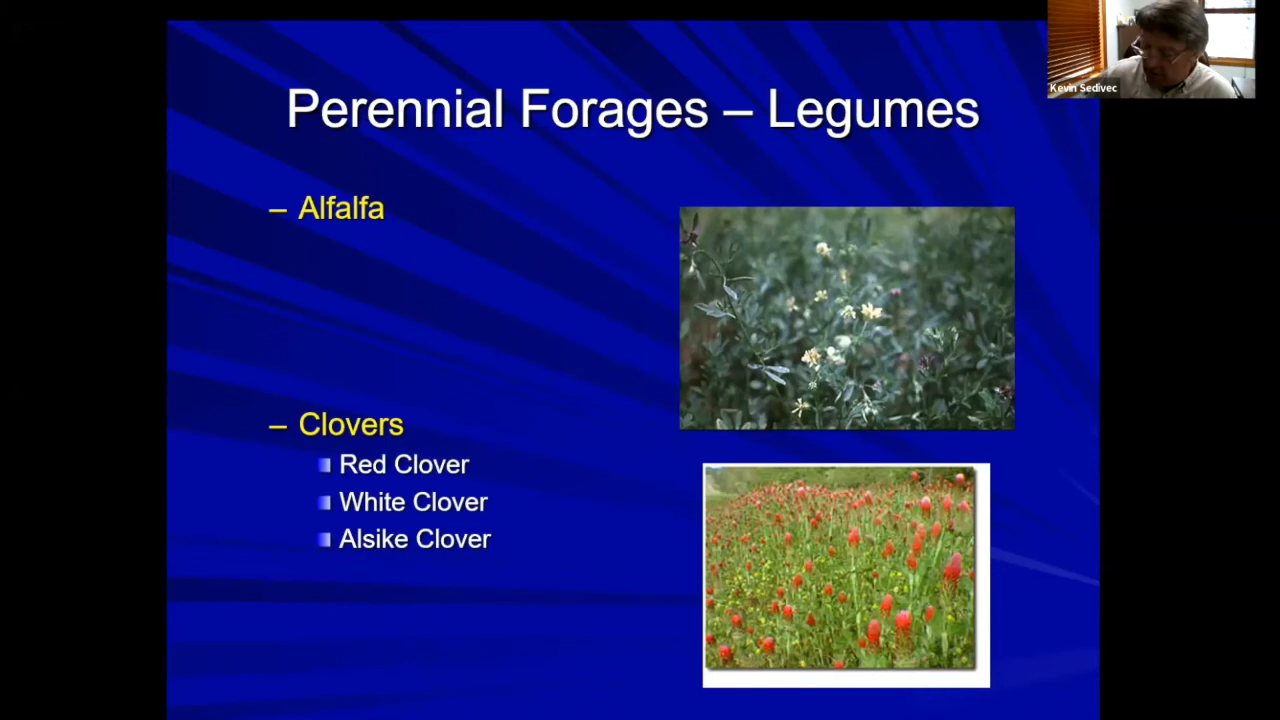 Kevin Sedivec
Perennial Forages – Legumes
– Alfalfa
– Clovers
Red Clover
White Clover
Alsike Clover